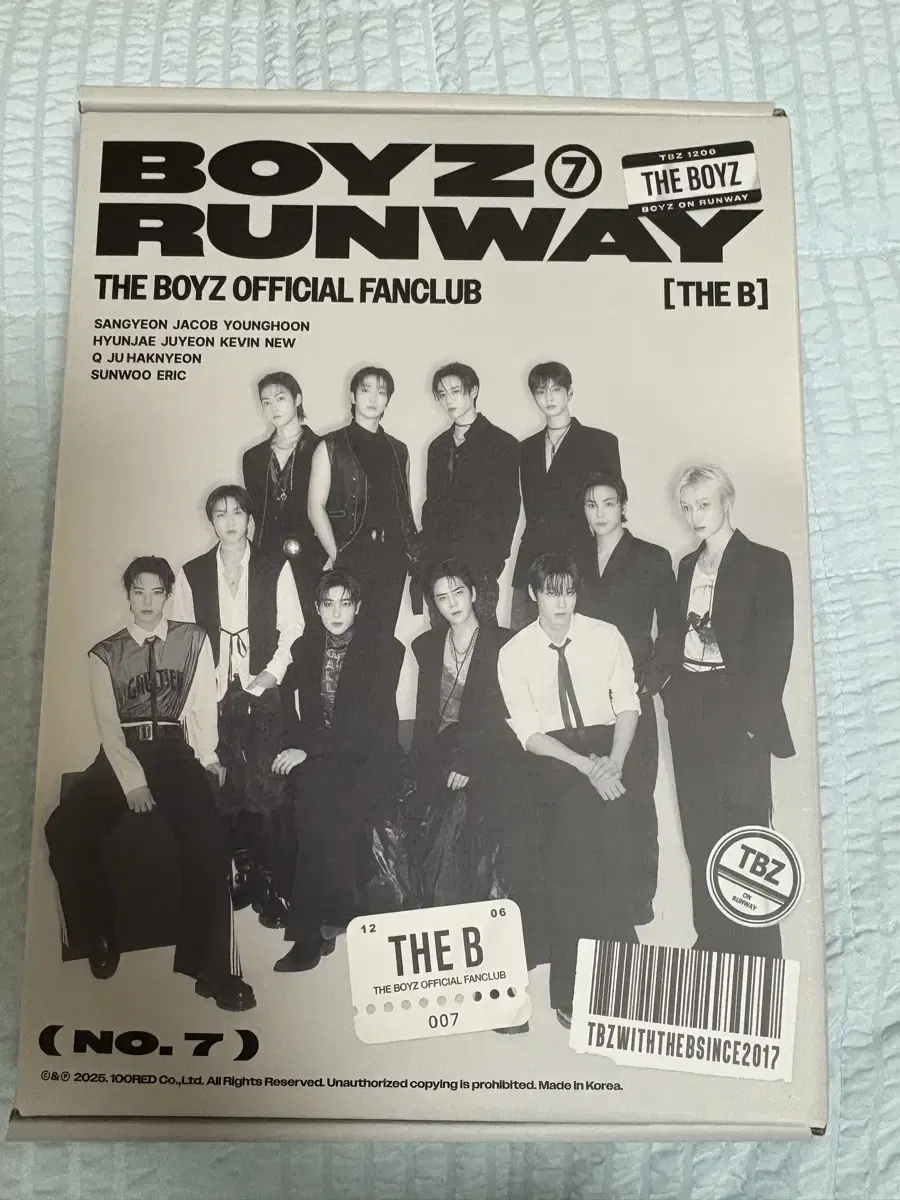 BOYZ ⑦
RUNWAY
TBZ 1206
THE BOYZ
BOYZ ON RUNWAY
THE BOYZ OFFICIAL FANCLUB
[THE B]
SANGYEON JACOB YOUNGHOON
HYUNJAE JUYEON KEVIN NEW
Q JU HAKNYEON
SUNWOO ERIC
TBZ
ON
RUNWAY
12 06
THE B
THE BOYZ OFFICIAL FANCLUB
007
TBZWITHTHEBSINCE2017
( NO. 7 )
©&℗ 2025. 100RED Co.,Ltd. All Rights Reserved. Unauthorized copying is prohibited. Made in Korea.